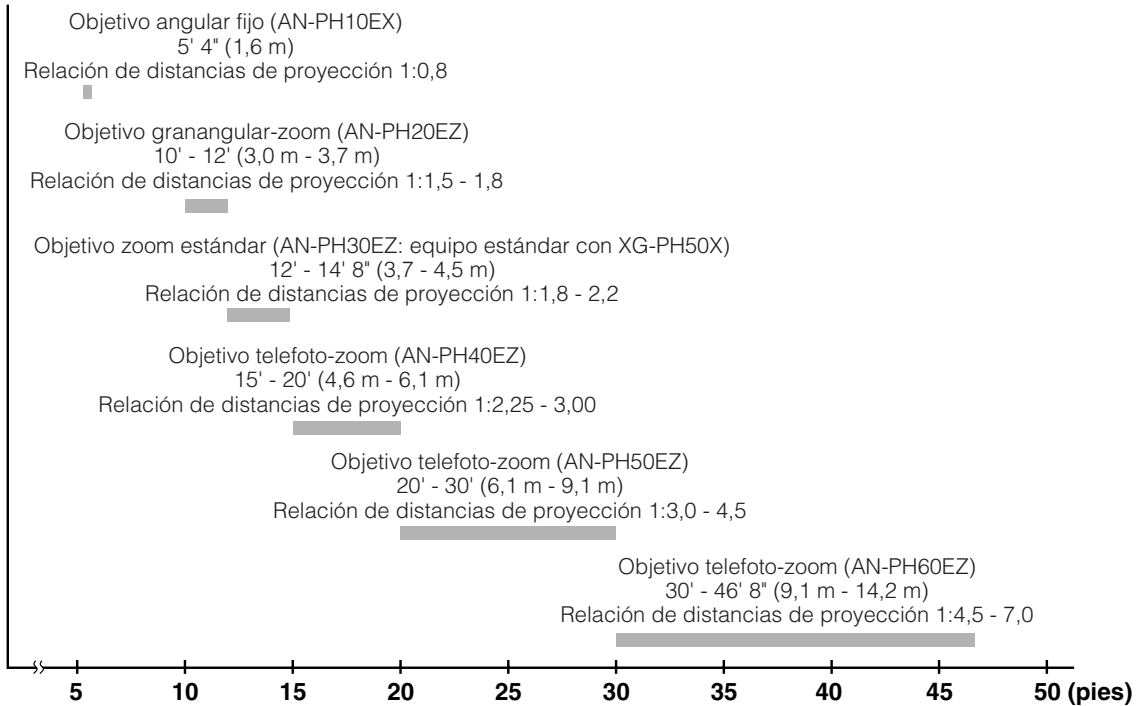 Objetivo angular fijo (AN-PH10EX)
5' 4" (1,6 m)
Relación de distancias de proyección 1:0,8
Objetivo granangular-zoom (AN-PH20EZ)
10' - 12' (3,0 m - 3,7 m)
Relación de distancias de proyección 1:1,5 - 1,8
Objetivo zoom estándar (AN-PH30EZ: equipo estándar con XG-PH50X)
12' - 14' 8" (3,7 - 4,5 m)
Relación de distancias de proyección 1:1,8 - 2,2
Objetivo telefoto-zoom (AN-PH40EZ)
15' - 20' (4,6 m - 6,1 m)
Relación de distancias de proyección 1:2,25 - 3,00
Objetivo telefoto-zoom (AN-PH50EZ)
20' - 30' (6,1 m - 9,1 m)
Relación de distancias de proyección 1:3,0 - 4,5
Objetivo telefoto-zoom (AN-PH60EZ)
30' - 46' 8" (9,1 m - 14,2 m)
Relación de distancias de proyección 1:4,5 - 7,0
5 10 15 20 25 30 35 40 45 50 (pies)